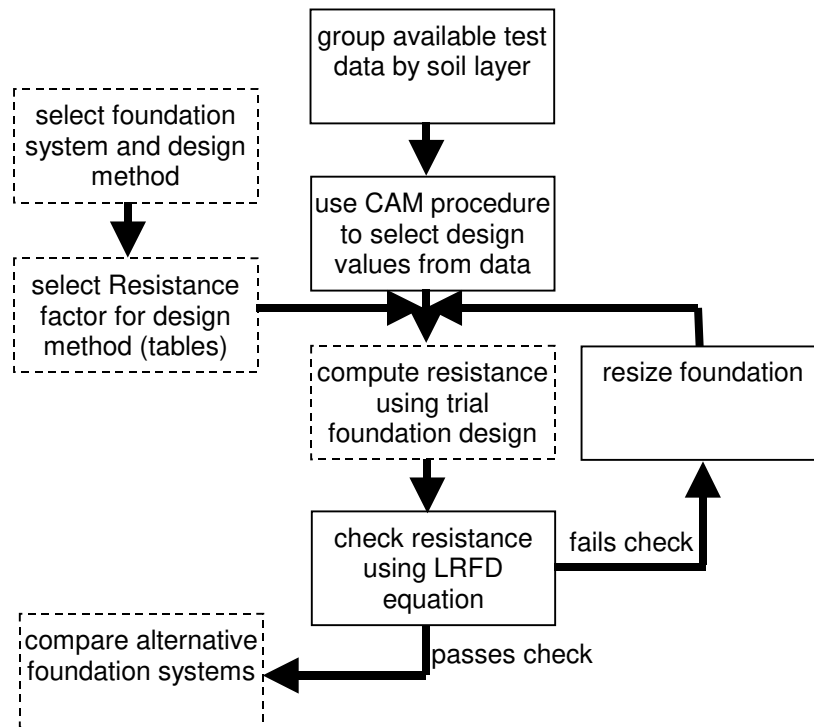 group available test
data by soil layer
select foundation
system and design
method
use CAM procedure
to select design
values from data
select Resistance
factor for design
method (tables)
compute resistance
using trial
foundation design
resize foundation
check resistance
using LRFD
equation
fails check
compare alternative
foundation systems
passes check